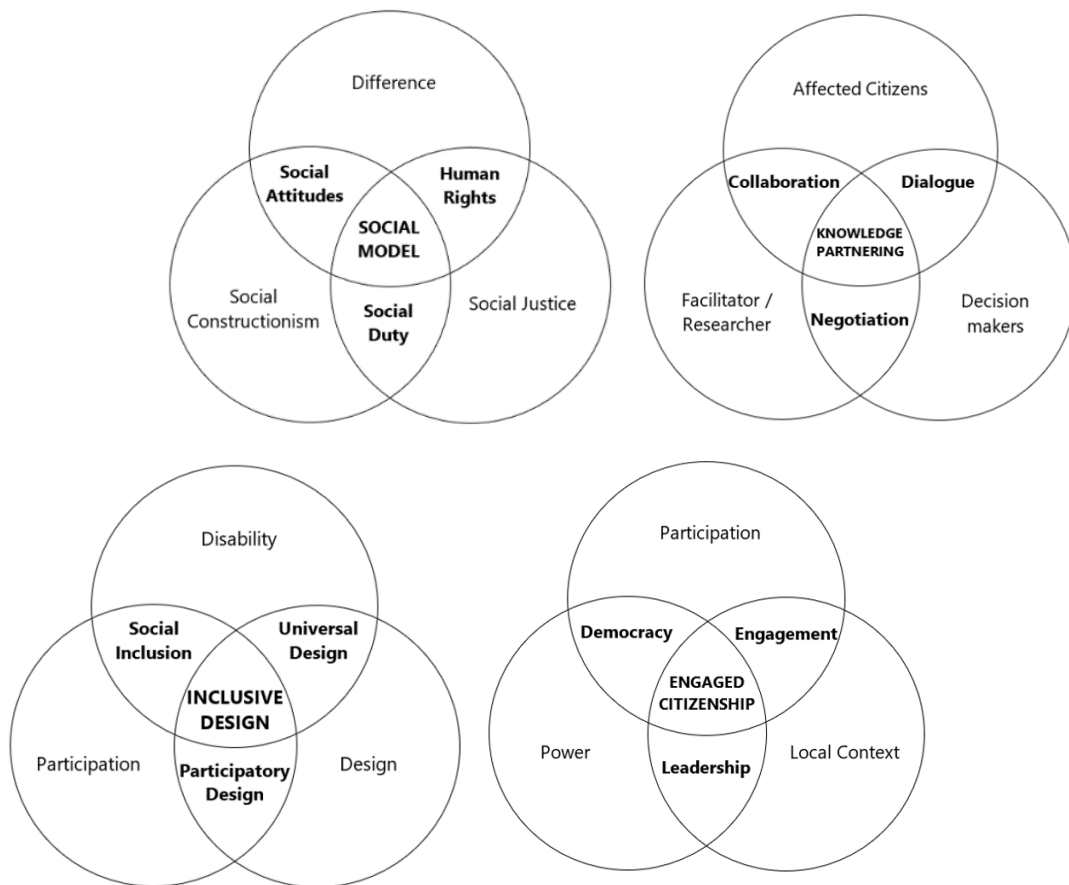 Difference
Social
Attitudes
Human
Rights
SOCIAL
MODEL
Social
Constructionism
Social
Duty
Social Justice
Affected Citizens
Collaboration
Dialogue
KNOWLEDGE
PARTNERING
Facilitator /
Researcher
Negotiation
Decision
makers
Disability
Social
Inclusion
Universal
Design
INCLUSIVE
DESIGN
Participation
Participatory
Design
Design
Participation
Democracy
Engagement
ENGAGED
CITIZENSHIP
Power
Leadership
Local Context